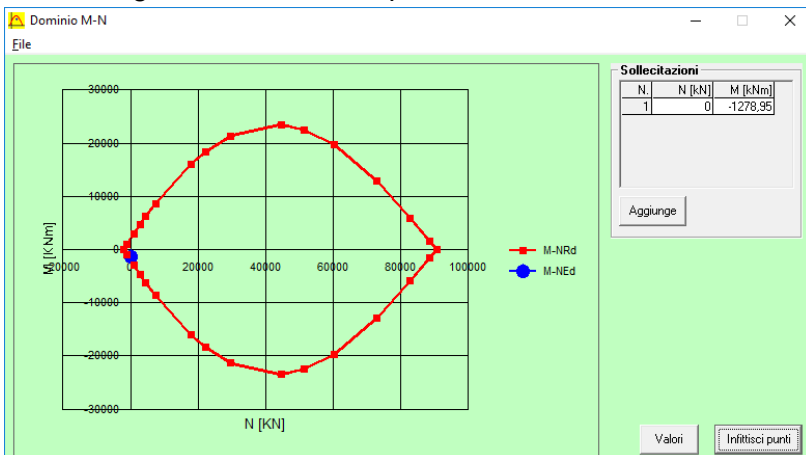 Dominio M-N
File
30000
20000
10000
0
-20000 0 20000 40000 60000 80000 100000
-10000
-20000
-30000
M [KNm]
N [KN]
M-NRd
M-NEd
Sollecitazioni
N. N [kN] M [kNm]
1 0 -1278,95
Aggiunge
Valori Infittisci punti